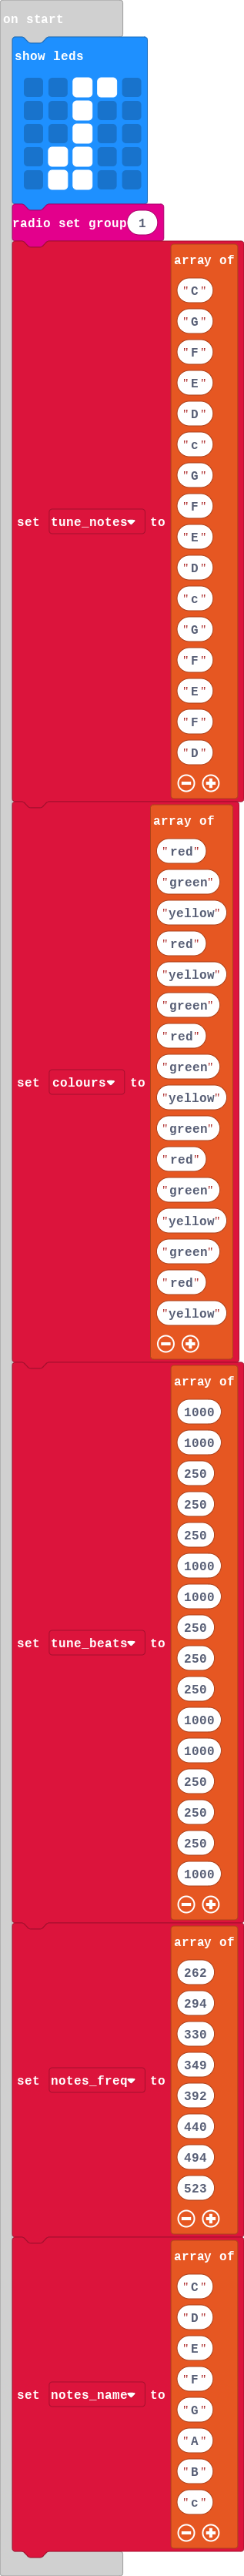 on start
show leds
radio set group 1
set tune_notes to array of
"C"
"G"
"F"
"E"
"D"
"c"
"G"
"F"
"E"
"D"
"c"
"G"
"F"
"E"
"F"
"D"
set colours to array of
"red"
"green"
"yellow"
"red"
"yellow"
"green"
"red"
"green"
"yellow"
"green"
"red"
"green"
"yellow"
"green"
"red"
"yellow"
set tune_beats to array of
1000
1000
250
250
250
1000
1000
250
250
250
1000
1000
250
250
250
1000
set notes_freq to array of
262
294
330
349
392
440
494
523
set notes_name to array of
"C"
"D"
"E"
"F"
"G"
"A"
"B"
"c"